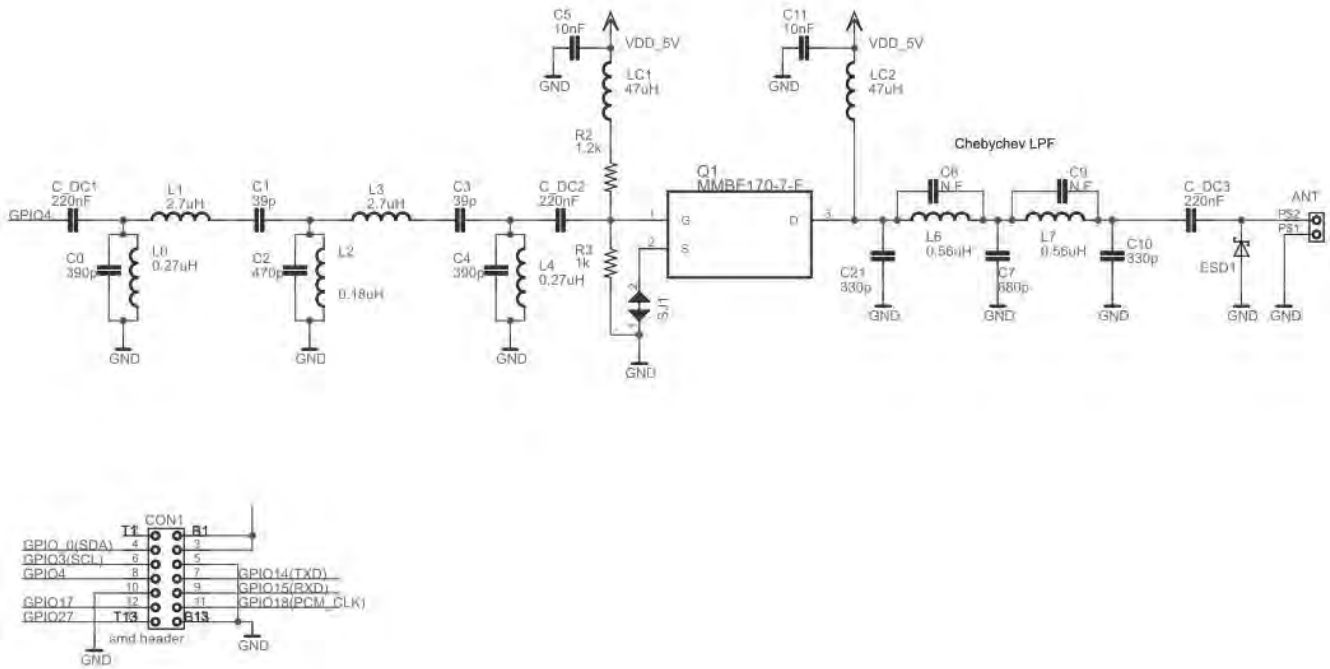 C5
10nF
VDD_5V
GND
LC1
47uH
C11
10nF
VDD_5V
GND
LC2
47uH
R2
1.2k
Chebychev LPF
Q1
MMBF170-7-F
C8
N.F
C9
N.F
C_DC1
220nF
L1
2.7uH
C1
39p
L3
2.7uH
C3
39p
C_DC2
220nF
C_DC3
220nF
ANT
GPIO4
1
G
D
3
PS2
PS1
2
S
C0
390p
L0
0.27uH
C2
470p
L2
0.18uH
C4
390p
L4
0.27uH
R3
1k
2
SJ1
1
C21
330p
L6
0.56uH
C7
680p
L7
0.56uH
C10
330p
ESD1
GND
GND
GND
GND
GND
GND
GND
GND
GND
CON1
T1
B1
GPIO_0(SDA)
4
3
GPIO3(SCL)
6
5
GPIO4
8
7
GPIO14(TXD)
10
9
GPIO15(RXD)
GPIO17
12
11
GPIO18(PCM_CLK)
GPIO27
T13
B13
smd header
GND
GND